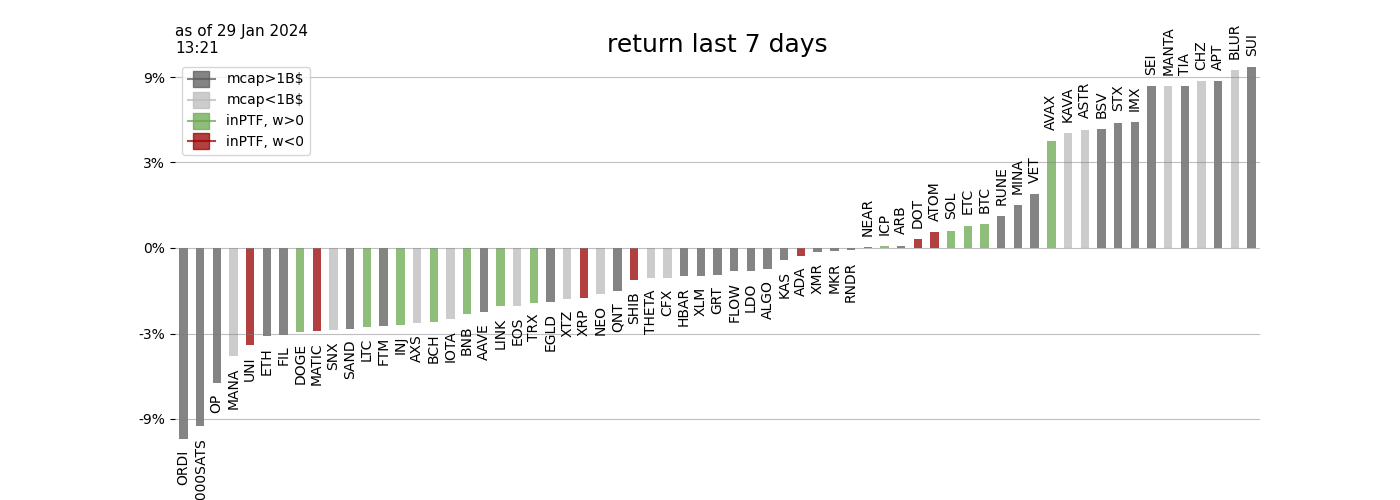 as of 29 Jan 2024
13:21
return last 7 days
mcap>1B$
mcap<1B$
inPTF, w>0
inPTF, w<0
9%
3%
0%
-3%
-9%
ORDI
000SATS
OP
MANA
UNI
ETH
FIL
DOGE
MATIC
SNX
SAND
LTC
FTM
INJ
AXS
BCH
IOTA
BNB
AAVE
LINK
EOS
TRX
EGLD
XTZ
XRP
NEO
QNT
SHIB
THETA
CFX
HBAR
XLM
GRT
FLOW
LDO
ALGO
KAS
ADA
XMR
MKR
RNDR
NEAR
ICP
ARB
DOT
ATOM
SOL
ETC
BTC
RUNE
MINA
VET
AVAX
KAVA
ASTR
BSV
STX
IMX
SEI
MANTA
TIA
CHZ
APT
BLUR
SUI